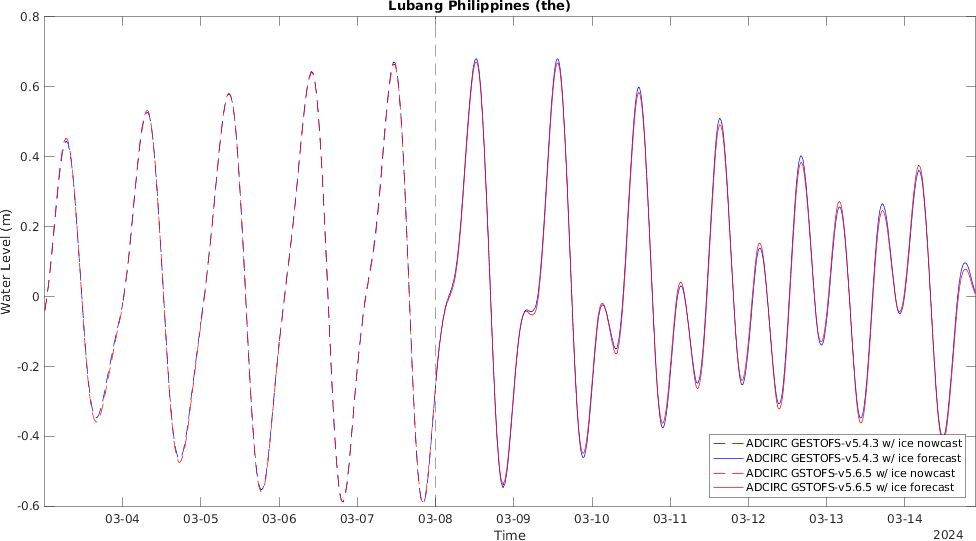 Lubang Philippines (the)
0.8
0.6
0.4
0.2
0
-0.2
-0.4
-0.6
Water Level (m)
03-04 03-05 03-06 03-07 03-08 03-09 03-10 03-11 03-12 03-13 03-14
Time
2024
ADCIRC GESTOFS-v5.4.3 w/ ice nowcast
ADCIRC GESTOFS-v5.4.3 w/ ice forecast
ADCIRC GSTOFS-v5.6.5 w/ ice nowcast
ADCIRC GESTOFS-v5.6.5 w/ ice forecast